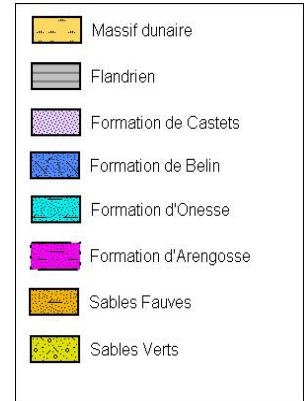 Massif dunaire
Flandrien
Formation de Castets
Formation de Belin
Formation d'Onesse
Formation d'Arengosse
Sables Fauves
Sables Verts